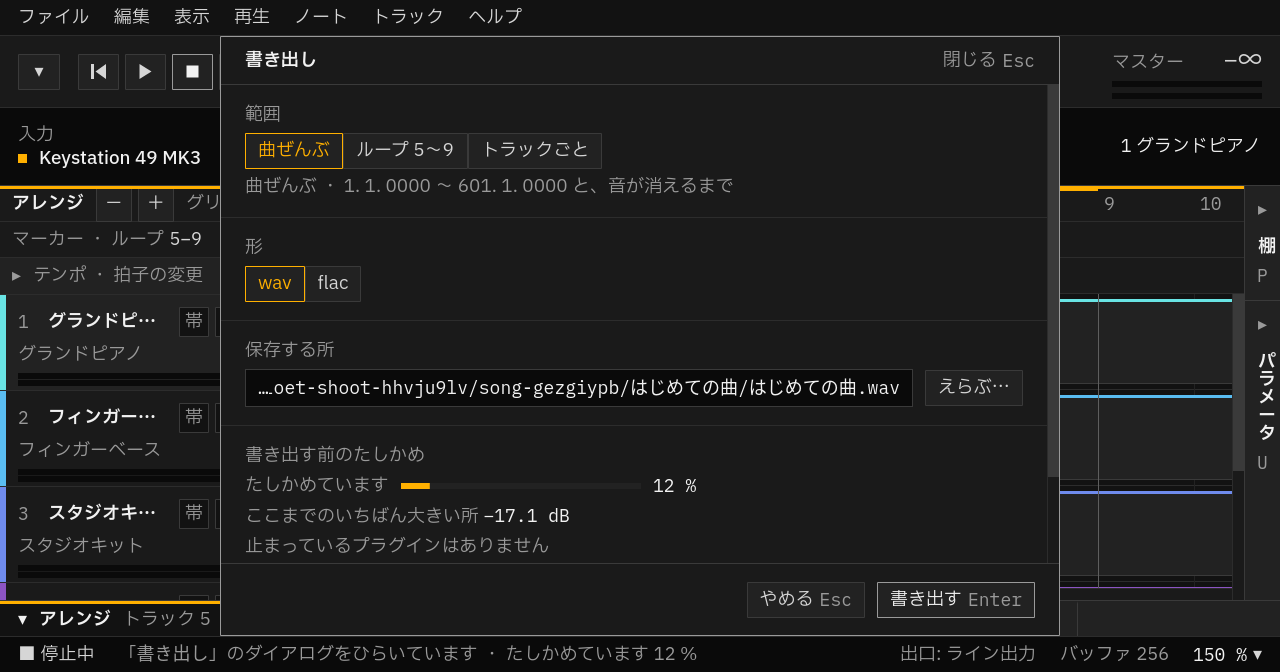 ファイル 編集 表示 再生 ノート トラック ヘルプ
書き出し 閉じる Esc
マスター −∞
入力
Keystation 49 MK3
1 グランドピアノ
範囲
曲ぜんぶ ループ 5〜9 トラックごと
曲ぜんぶ · 1. 1. 0000 〜 601. 1. 0000 と、音が消えるまで
アレンジ − + グリ
9 10
マーカー · ループ 5–9
テンポ · 拍子の変更
棚
P
形
wav flac
1 グランドピ… 帯
グランドピアノ
保存する所
…oet-shoot-hhvju9lv/song-gezgiypb/はじめての曲/はじめての曲.wav えらぶ…
パラメータ
U
2 フィンガー… 帯
フィンガーベース
書き出す前のたしかめ
たしかめています 12 %
ここまでのいちばん大きい所 −17.1 dB
止まっているプラグインはありません
3 スタジオキ… 帯
スタジオキット
やめる Esc 書き出す Enter
▼ アレンジ トラック 5
停止中 「書き出し」のダイアログをひらいています · たしかめています 12 % 出口: ライン出力 バッファ 256 150 % ▼